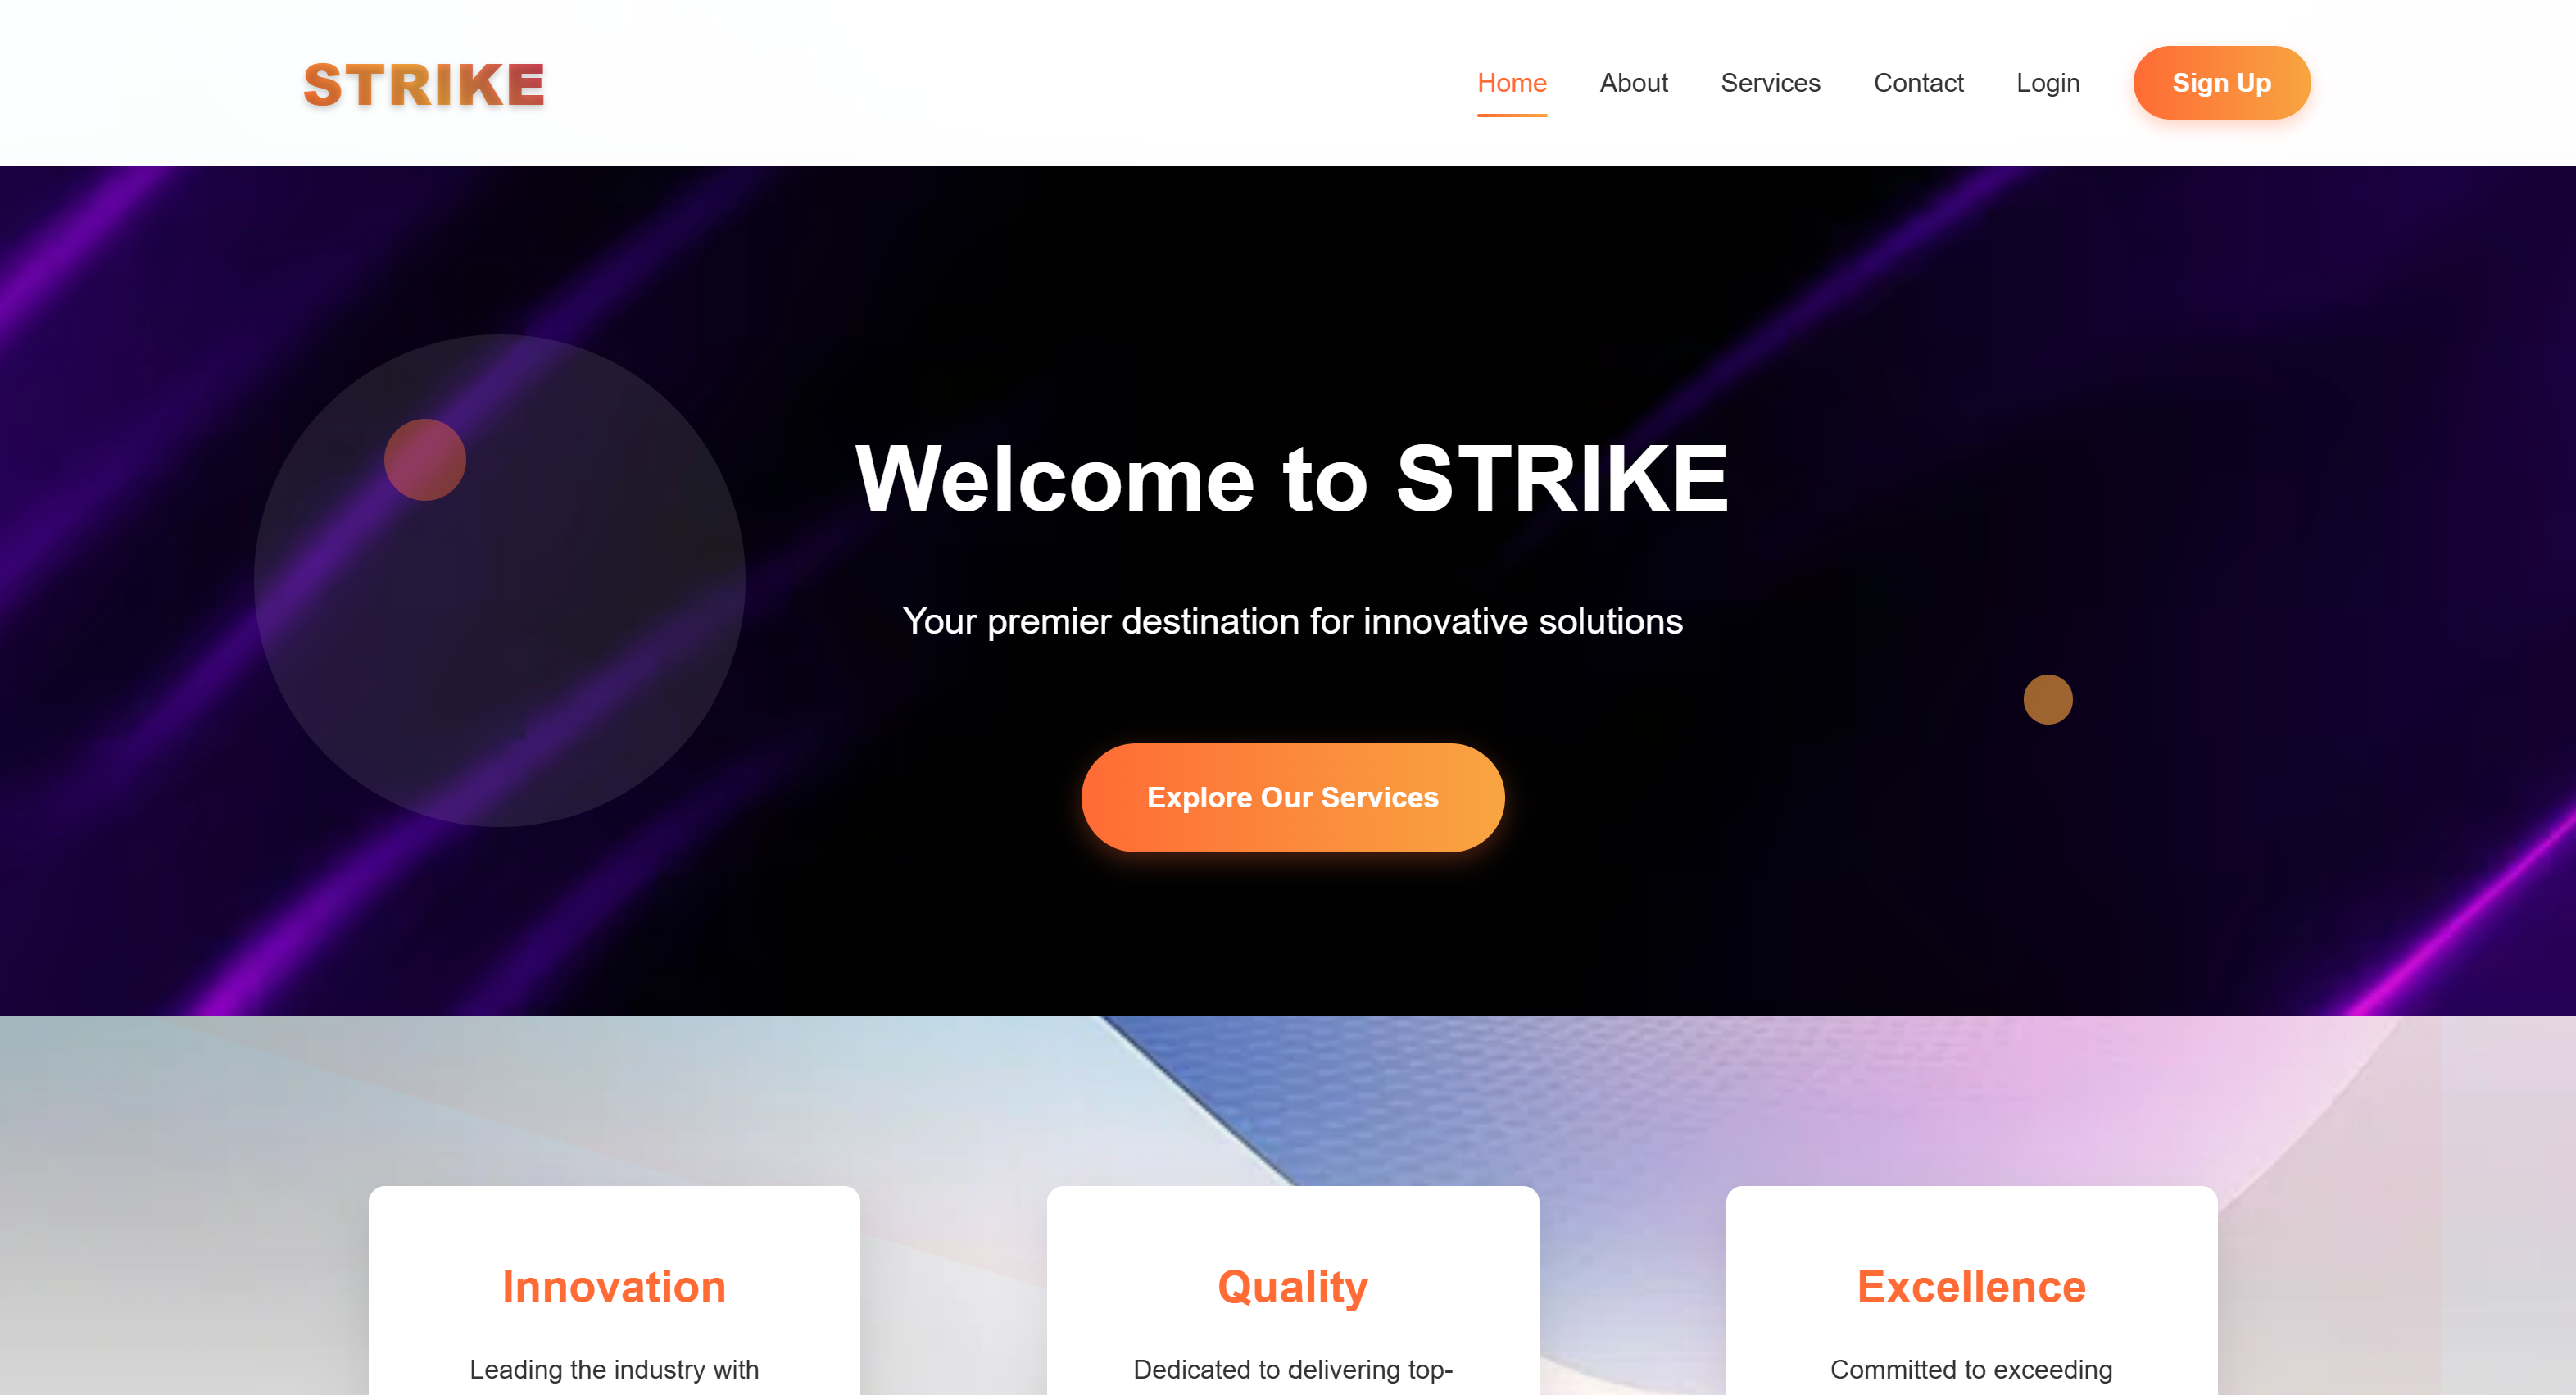 STRIKE
Home About Services Contact Login Sign Up
Welcome to STRIKE
Your premier destination for innovative solutions
Explore Our Services
Innovation
Quality
Excellence
Leading the industry with
Dedicated to delivering top-
Committed to exceeding